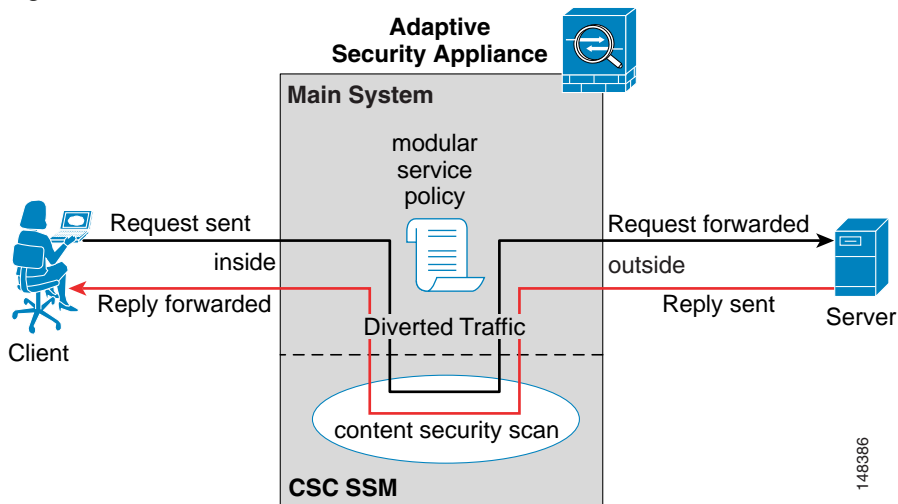 Adaptive
Security Appliance
Main System
modular
service
policy
Request sent
Request forwarded
inside
outside
Reply forwarded
Reply sent
Client
Server
Diverted Traffic
content security scan
CSC SSM
148386